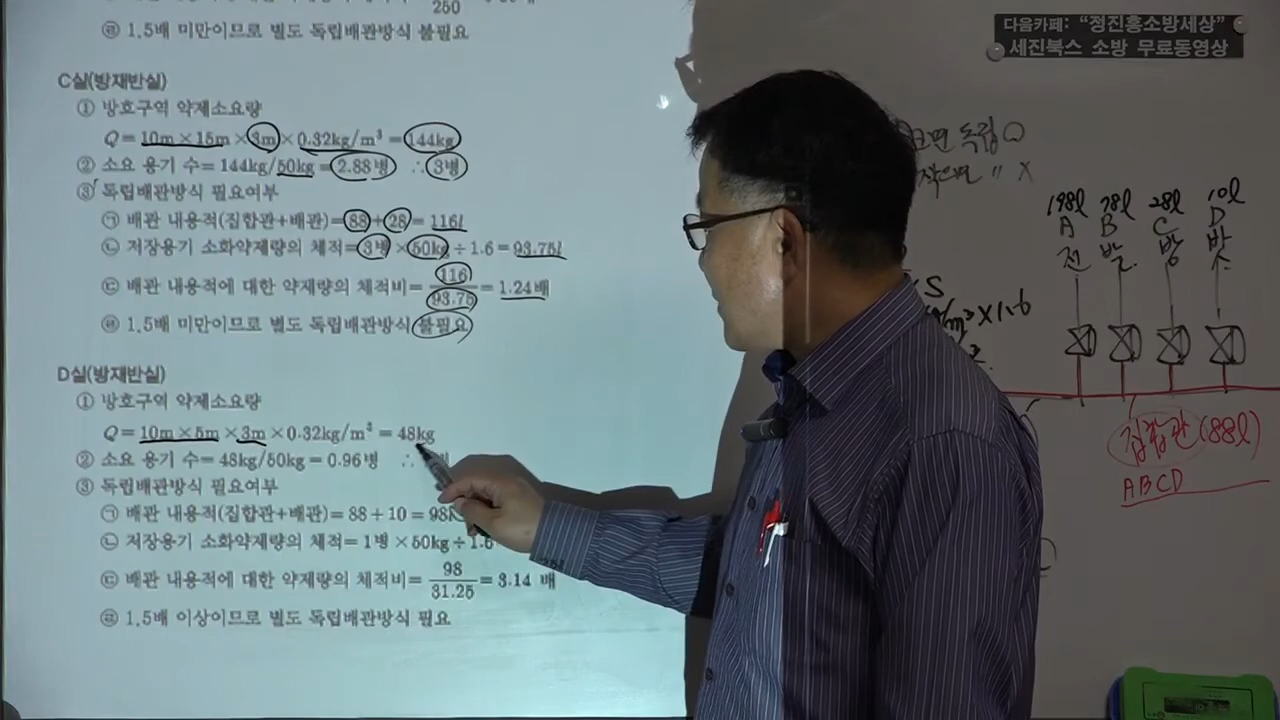 250
㉣ 1.5배 미만이므로 별도 독립배관방식 불필요
C실(방재반실)
① 방호구역 약제소요량
Q = 10m × 15m × 3m × 0.32kg/m³ = 144kg
② 소요 용기 수 = 144kg/50kg = 2.88병 ∴ 3병
③ 독립배관방식 필요여부
㉠ 배관 내용적(집합관+배관) = 88 + 28 = 116l
㉡ 저장용기 소화약제량의 체적 = 3병 × 50kg ÷ 1.6 = 93.75l
㉢ 배관 내용적에 대한 약제량의 체적비 = 116/93.75 = 1.24배
㉣ 1.5배 미만이므로 별도 독립배관방식 불필요
D실(방재반실)
① 방호구역 약제소요량
Q = 10m × 5m × 3m × 0.32kg/m³ = 48kg
② 소요 용기 수 = 48kg/50kg = 0.96병 ∴
③ 독립배관방식 필요여부
㉠ 배관 내용적(집합관+배관) = 88 + 10 = 98
㉡ 저장용기 소화약제량의 체적 = 1병 × 50kg ÷ 1.6
㉢ 배관 내용적에 대한 약제량의 체적비 = 98/31.25 = 3.14 배
㉣ 1.5배 이상이므로 별도 독립배관방식 필요
다음카페: “정진홍소방세상”
세진북스 소방 무료동영상
크면 독립 ○
작으면 〃 X
198l 78l 28l 10l
A B C D
전 발 방 밧
/m³ × 1.6
집합관 (88l)
ABCD